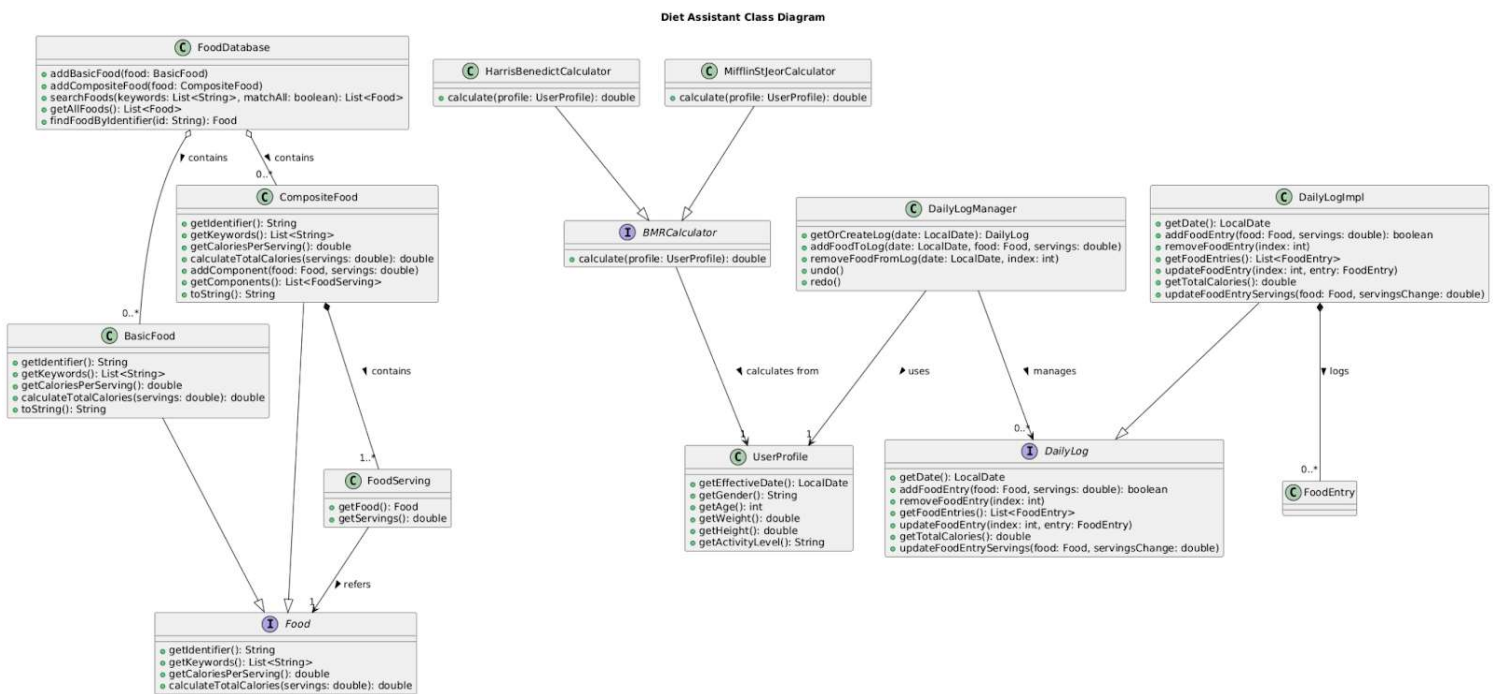 Diet Assistant Class Diagram
C FoodDatabase
addBasicFood(food: BasicFood)
addCompositeFood(food: CompositeFood)
searchFoods(keywords: List<String>, matchAll: boolean): List<Food>
getAllFoods(): List<Food>
findFoodByIdentifier(id: String): Food
C HarrisBenedictCalculator
calculate(profile: UserProfile): double
C MifflinStJeorCalculator
calculate(profile: UserProfile): double
contains
contains
0..*
0..*
C CompositeFood
getIdentifier(): String
getKeywords(): List<String>
getCaloriesPerServing(): double
calculateTotalCalories(servings: double): double
addComponent(food: Food, servings: double)
getComponents(): List<FoodServing>
toString(): String
I BMRCalculator
calculate(profile: UserProfile): double
C DailyLogManager
getOrCreateLog(date: LocalDate): DailyLog
addFoodToLog(date: LocalDate, food: Food, servings: double)
removeFoodFromLog(date: LocalDate, index: int)
undo()
redo()
C DailyLogImpl
getDate(): LocalDate
addFoodEntry(food: Food, servings: double): boolean
removeFoodEntry(index: int)
getFoodEntries(): List<FoodEntry>
updateFoodEntry(index: int, entry: FoodEntry)
getTotalCalories(): double
updateFoodEntryServings(food: Food, servingsChange: double)
C BasicFood
getIdentifier(): String
getKeywords(): List<String>
getCaloriesPerServing(): double
calculateTotalCalories(servings: double): double
toString(): String
contains
calculates from
uses
manages
logs
1..*
1
1
0..*
0..*
C FoodServing
getFood(): Food
getServings(): double
C UserProfile
getEffectiveDate(): LocalDate
getGender(): String
getAge(): int
getWeight(): double
getHeight(): double
getActivityLevel(): String
I DailyLog
getDate(): LocalDate
addFoodEntry(food: Food, servings: double): boolean
removeFoodEntry(index: int)
getFoodEntries(): List<FoodEntry>
updateFoodEntry(index: int, entry: FoodEntry)
getTotalCalories(): double
updateFoodEntryServings(food: Food, servingsChange: double)
C FoodEntry
refers
1
I Food
getIdentifier(): String
getKeywords(): List<String>
getCaloriesPerServing(): double
calculateTotalCalories(servings: double): double